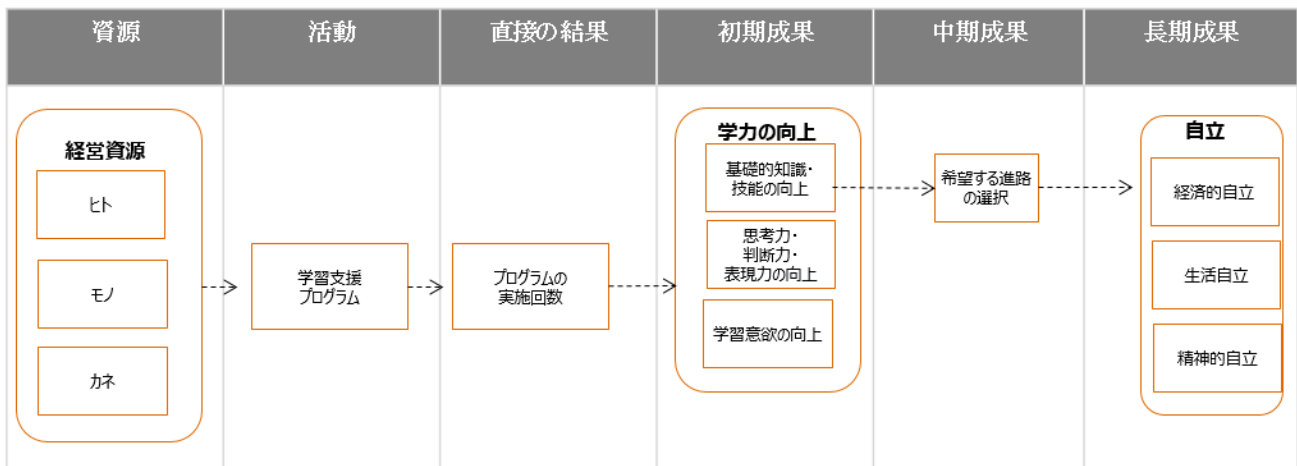 資源
活動
直接の結果
初期成果
中期成果
長期成果
経営資源
ヒト
モノ
カネ
学習支援
プログラム
プログラムの
実施回数
学力の向上
基礎的知識・
技能の向上
思考力・
判断力・
表現力の向上
学習意欲の向上
希望する進路
の選択
自立
経済的自立
生活自立
精神的自立